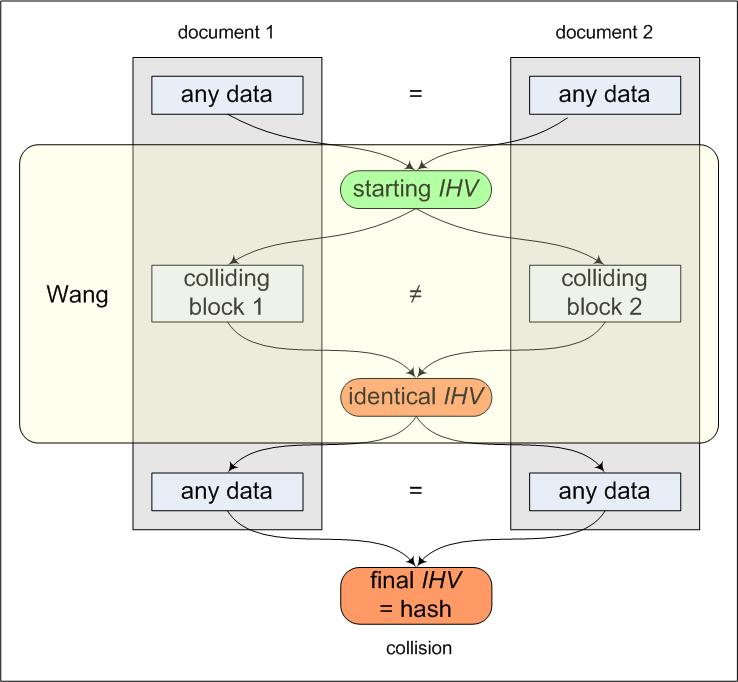 document 1
document 2
any data
=
any data
starting IHV
Wang
colliding
block 1
≠
colliding
block 2
identical IHV
any data
=
any data
final IHV
= hash
collision